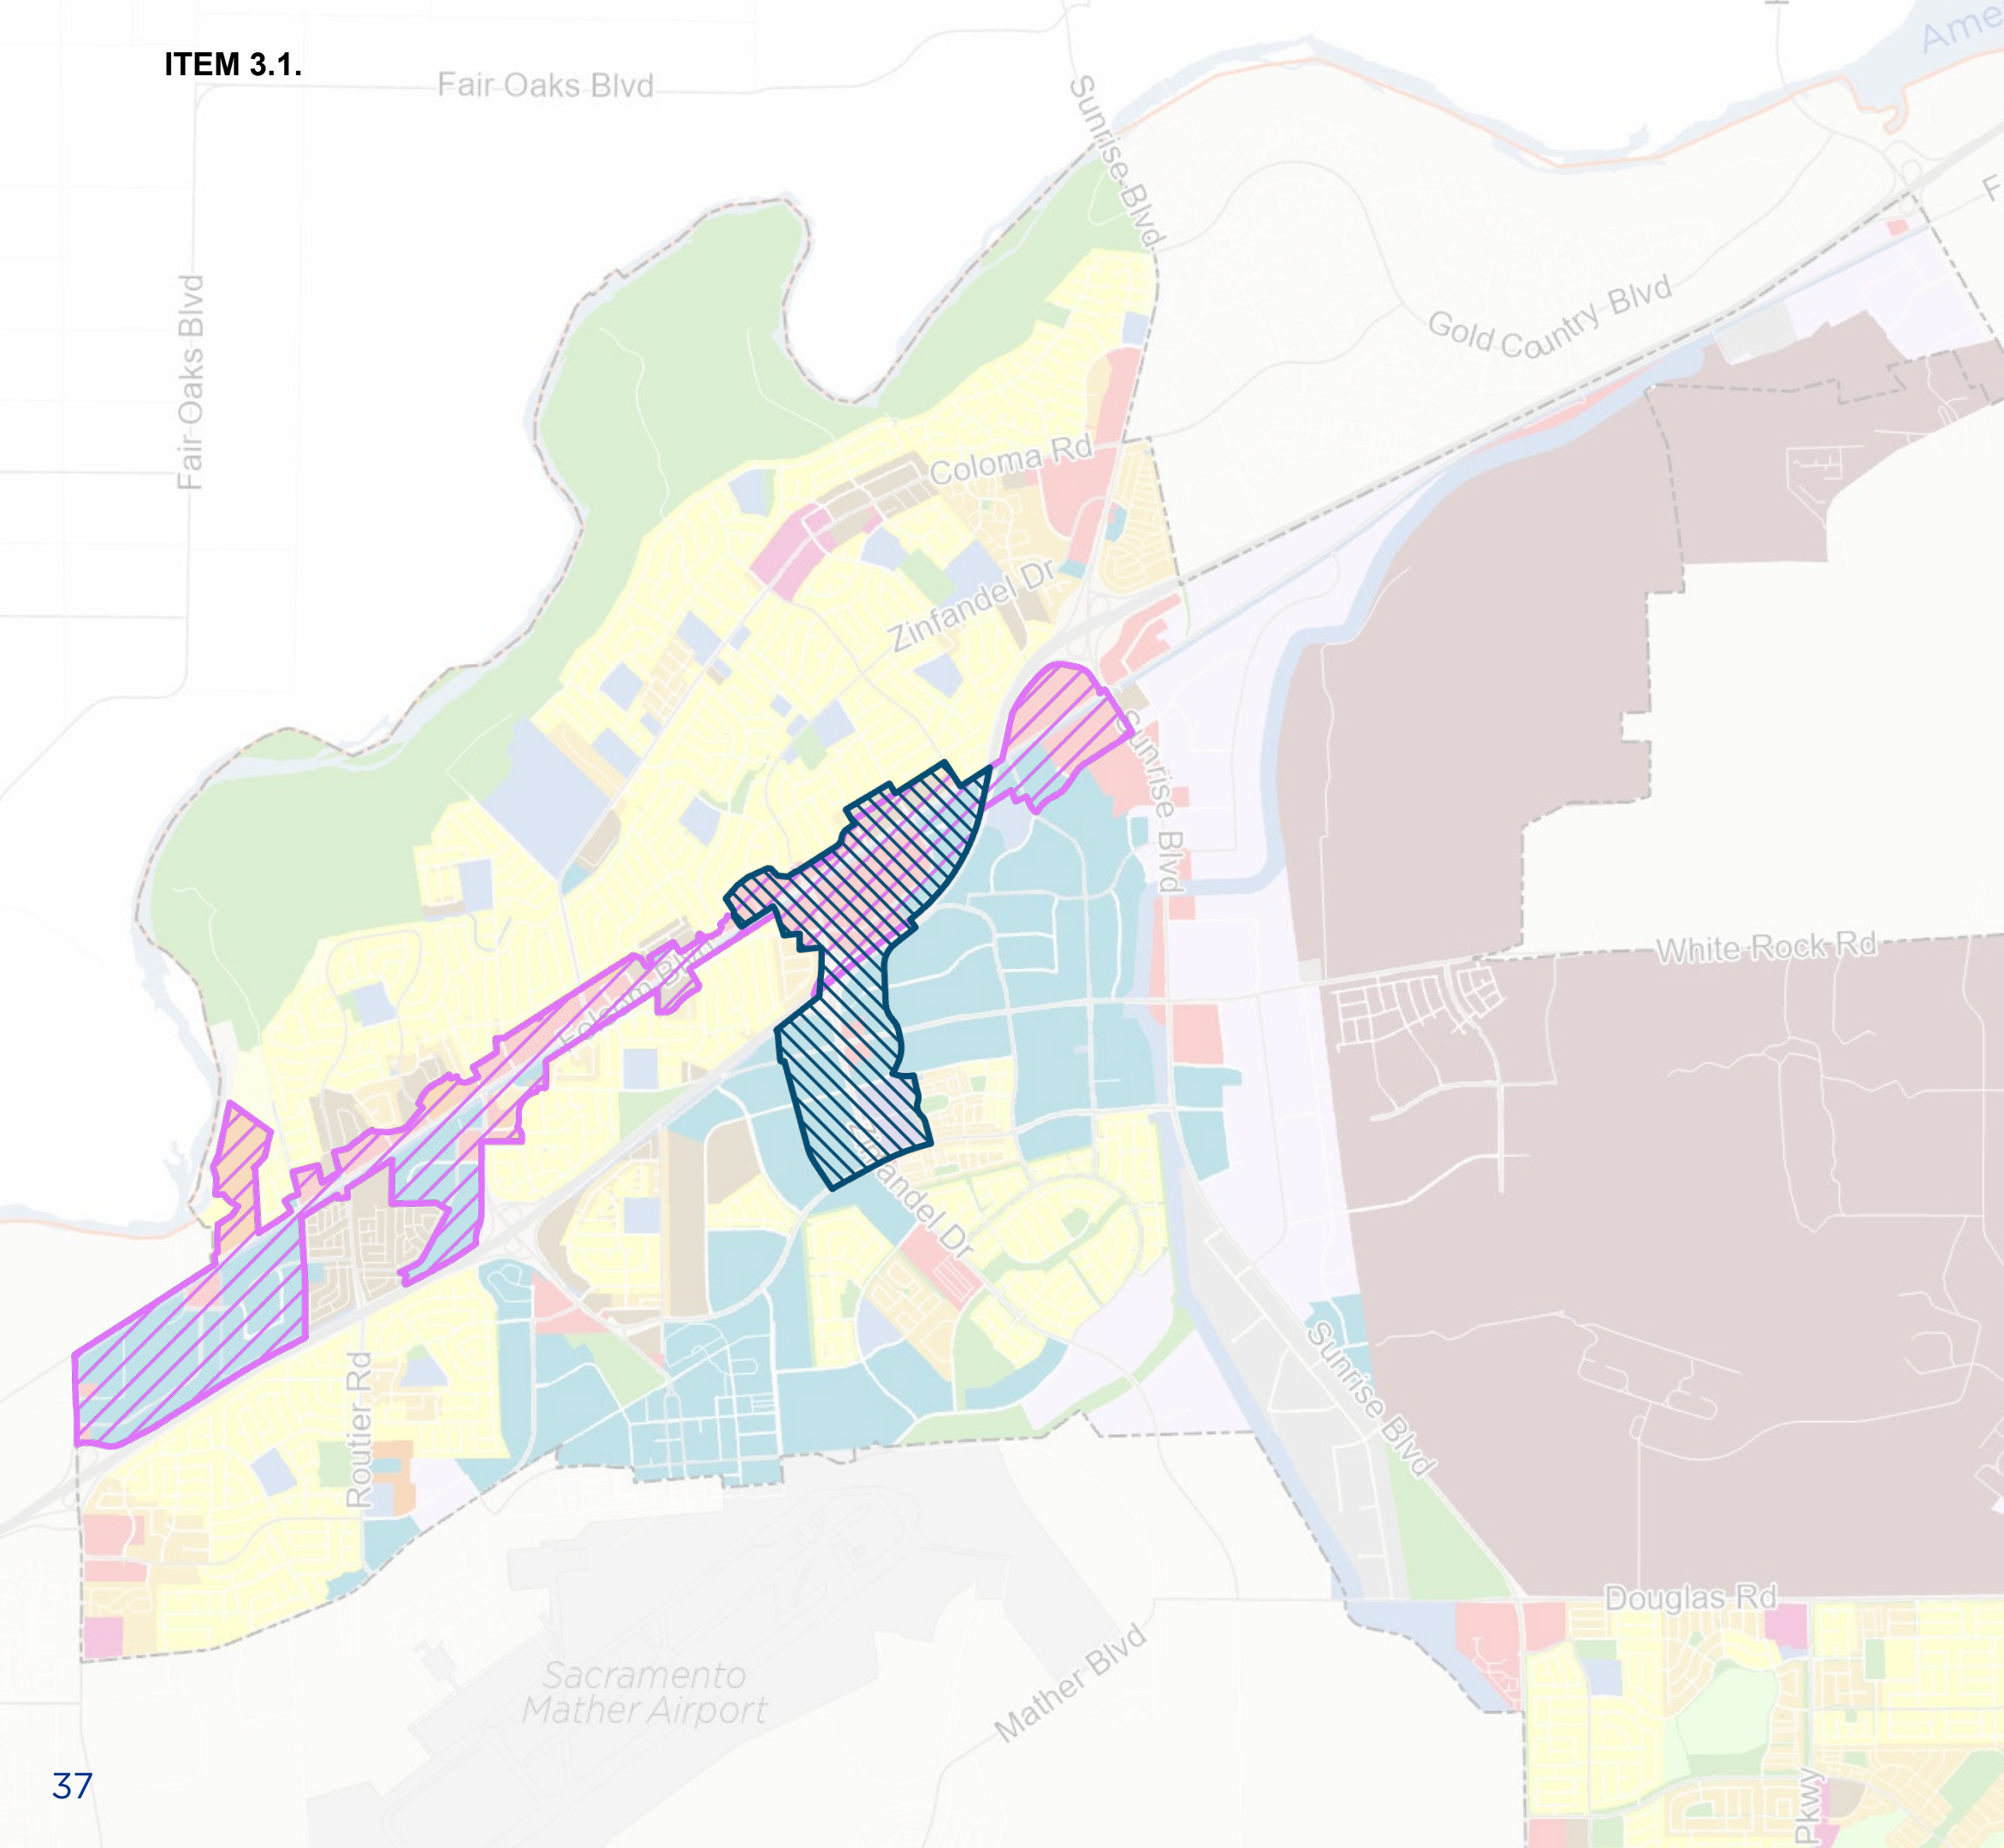 ITEM 3.1.
Fair Oaks Blvd
Sunrise Blvd
Fair Oaks Blvd
Gold Country Blvd
Coloma Rd
Zinfandel Dr
Sunrise Blvd
White Rock Rd
Folsom Blvd
Zinfandel Dr
Sunrise Blvd
Routier Rd
Douglas Rd
Sacramento
Mather Airport
Mather Blvd
Pkwy
37